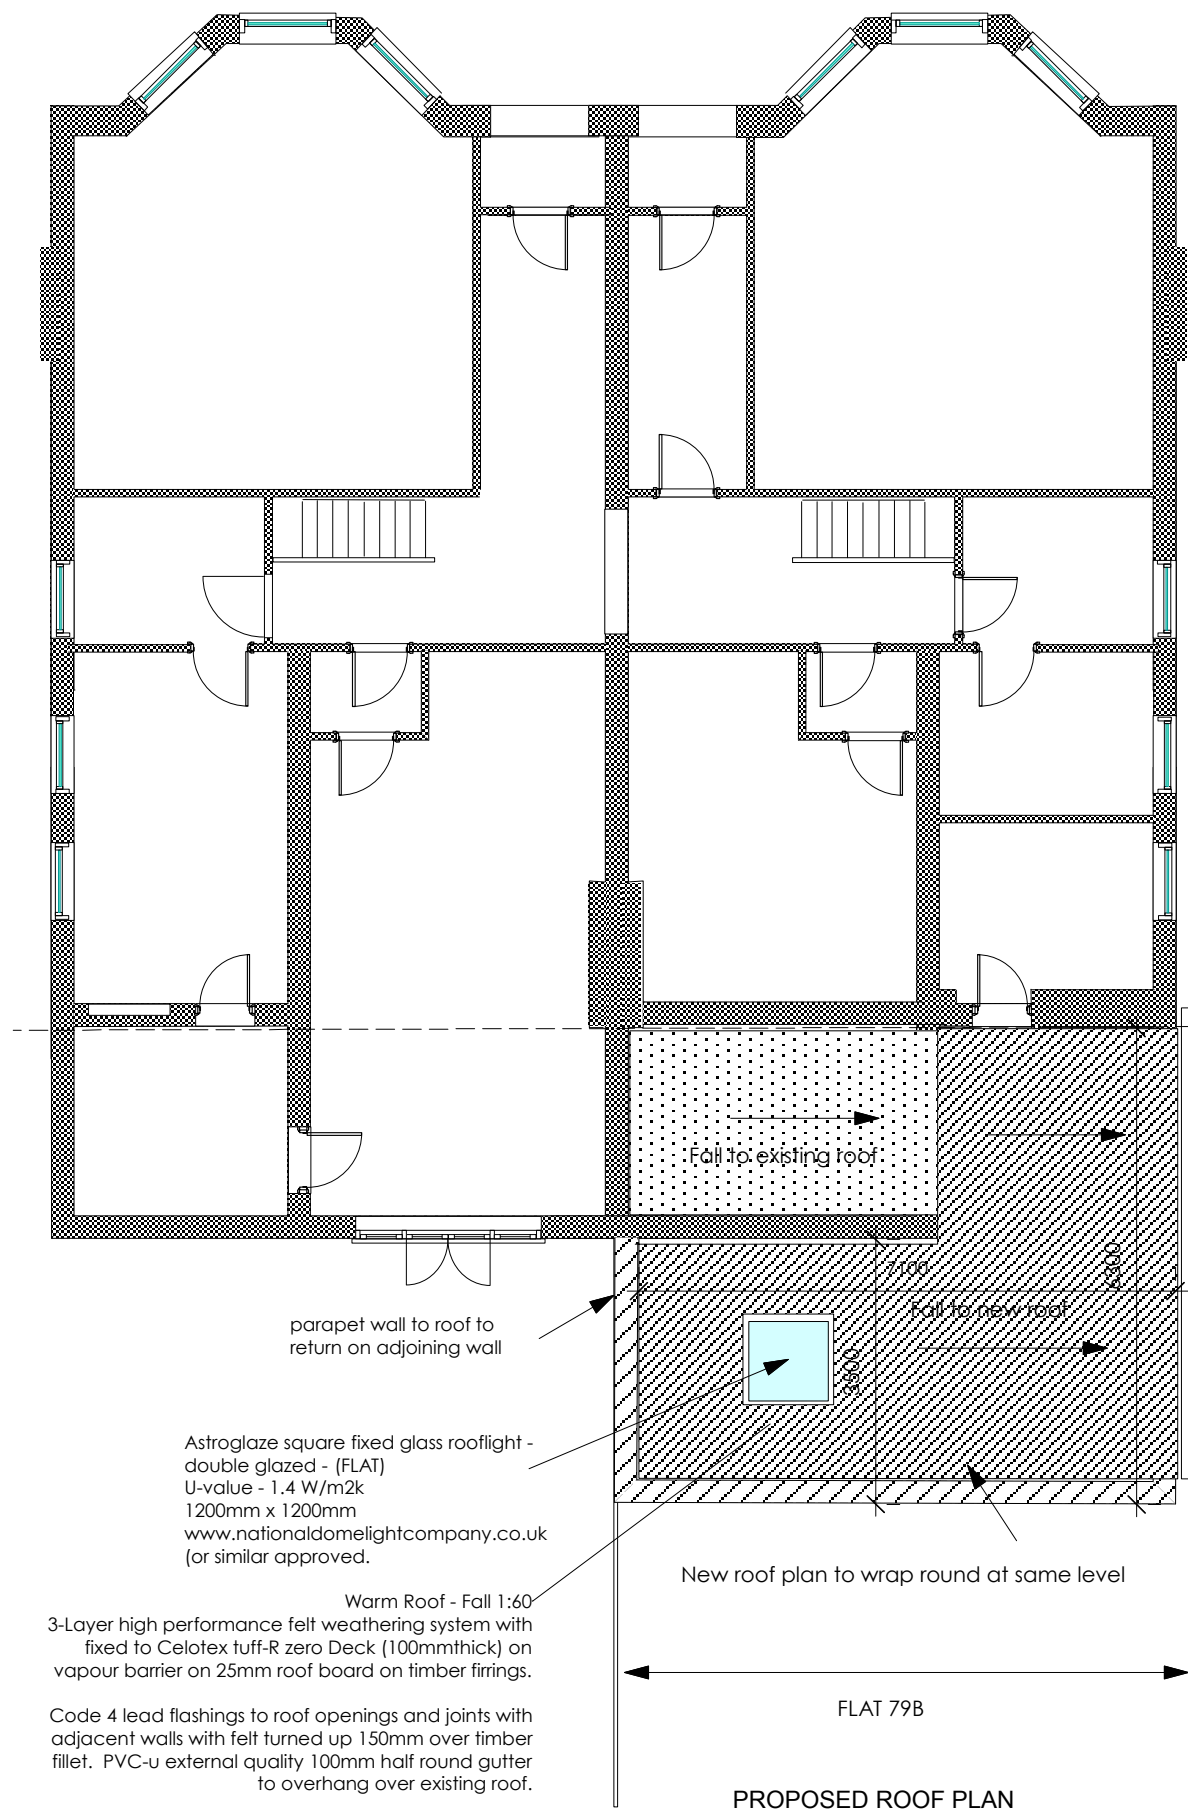 Fall to existing roof
7100
6300
Fall to new roof
3500
parapet wall to roof to
return on adjoining wall
Astroglaze square fixed glass rooflight -
double glazed - (FLAT)
U-value - 1.4 W/m2k
1200mm x 1200mm
www.nationaldomelightcompany.co.uk
(or similar approved.
New roof plan to wrap round at same level
Warm Roof - Fall 1:60
3-Layer high performance felt weathering system with
fixed to Celotex tuff-R zero Deck (100mmthick) on
vapour barrier on 25mm roof board on timber firrings.
Code 4 lead flashings to roof openings and joints with
adjacent walls with felt turned up 150mm over timber
fillet.  PVC-u external quality 100mm half round gutter
to overhang over existing roof.
FLAT 79B
PROPOSED ROOF PLAN